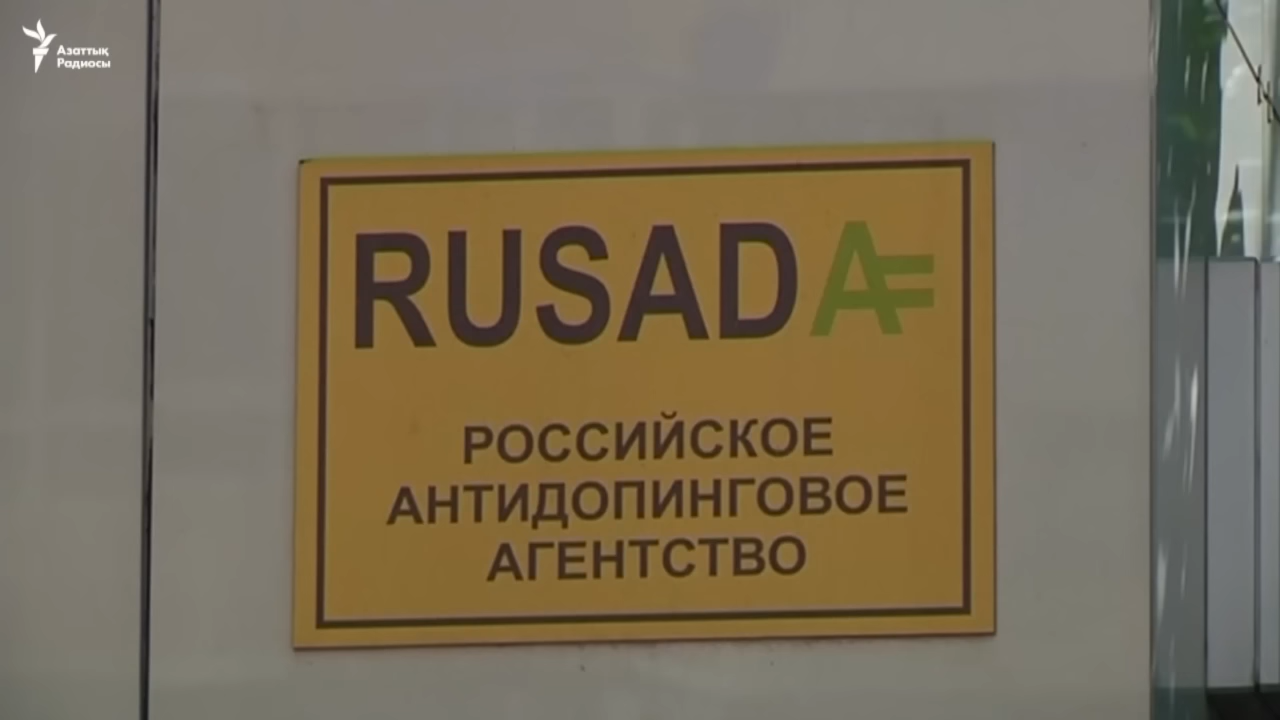 Азаттық
Радиосы
RUSADA
РОССИЙСКОЕ
АНТИДОПИНГОВОЕ
АГЕНТСТВО